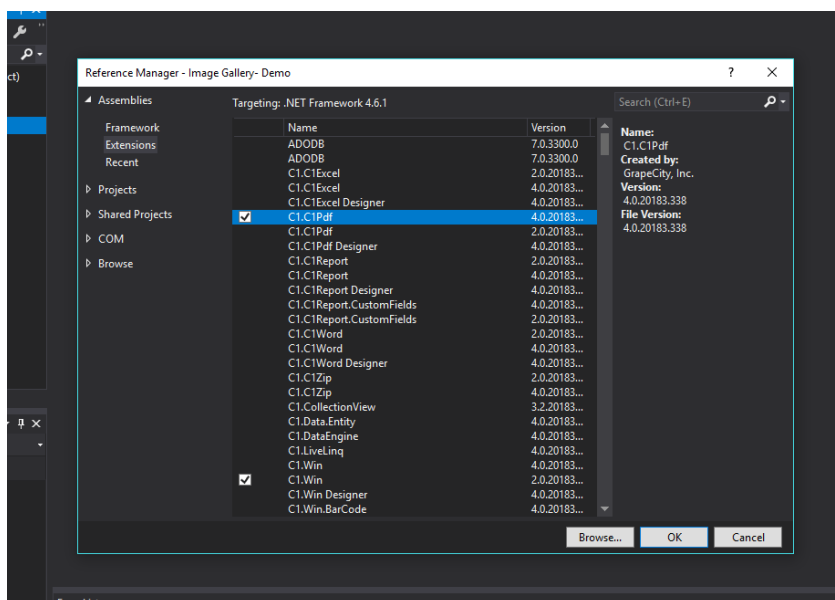 ct)
Reference Manager - Image Gallery- Demo
Assemblies
Framework
Extensions
Recent
Projects
Shared Projects
COM
Browse
Targeting: .NET Framework 4.6.1
Search (Ctrl+E)
Name Version
ADODB 7.0.3300.0
ADODB 7.0.3300.0
C1.C1Excel 2.0.20183...
C1.C1Excel 4.0.20183...
C1.C1Excel Designer 4.0.20183...
C1.C1Pdf 4.0.20183...
C1.C1Pdf 2.0.20183...
C1.C1Pdf Designer 4.0.20183...
C1.C1Report 2.0.20183...
C1.C1Report 4.0.20183...
C1.C1Report Designer 4.0.20183...
C1.C1Report.CustomFields 4.0.20183...
C1.C1Report.CustomFields 2.0.20183...
C1.C1Word 2.0.20183...
C1.C1Word 4.0.20183...
C1.C1Word Designer 4.0.20183...
C1.C1Zip 2.0.20183...
C1.C1Zip 4.0.20183...
C1.CollectionView 3.2.20183...
C1.Data.Entity 4.0.20183...
C1.DataEngine 4.0.20183...
C1.LiveLinq 4.0.20183...
C1.Win 4.0.20183...
C1.Win 2.0.20183...
C1.Win Designer 4.0.20183...
C1.Win.BarCode 4.0.20183...
Name:
C1.C1Pdf
Created by:
GrapeCity, Inc.
Version:
4.0.20183.338
File Version:
4.0.20183.338
Browse... OK Cancel